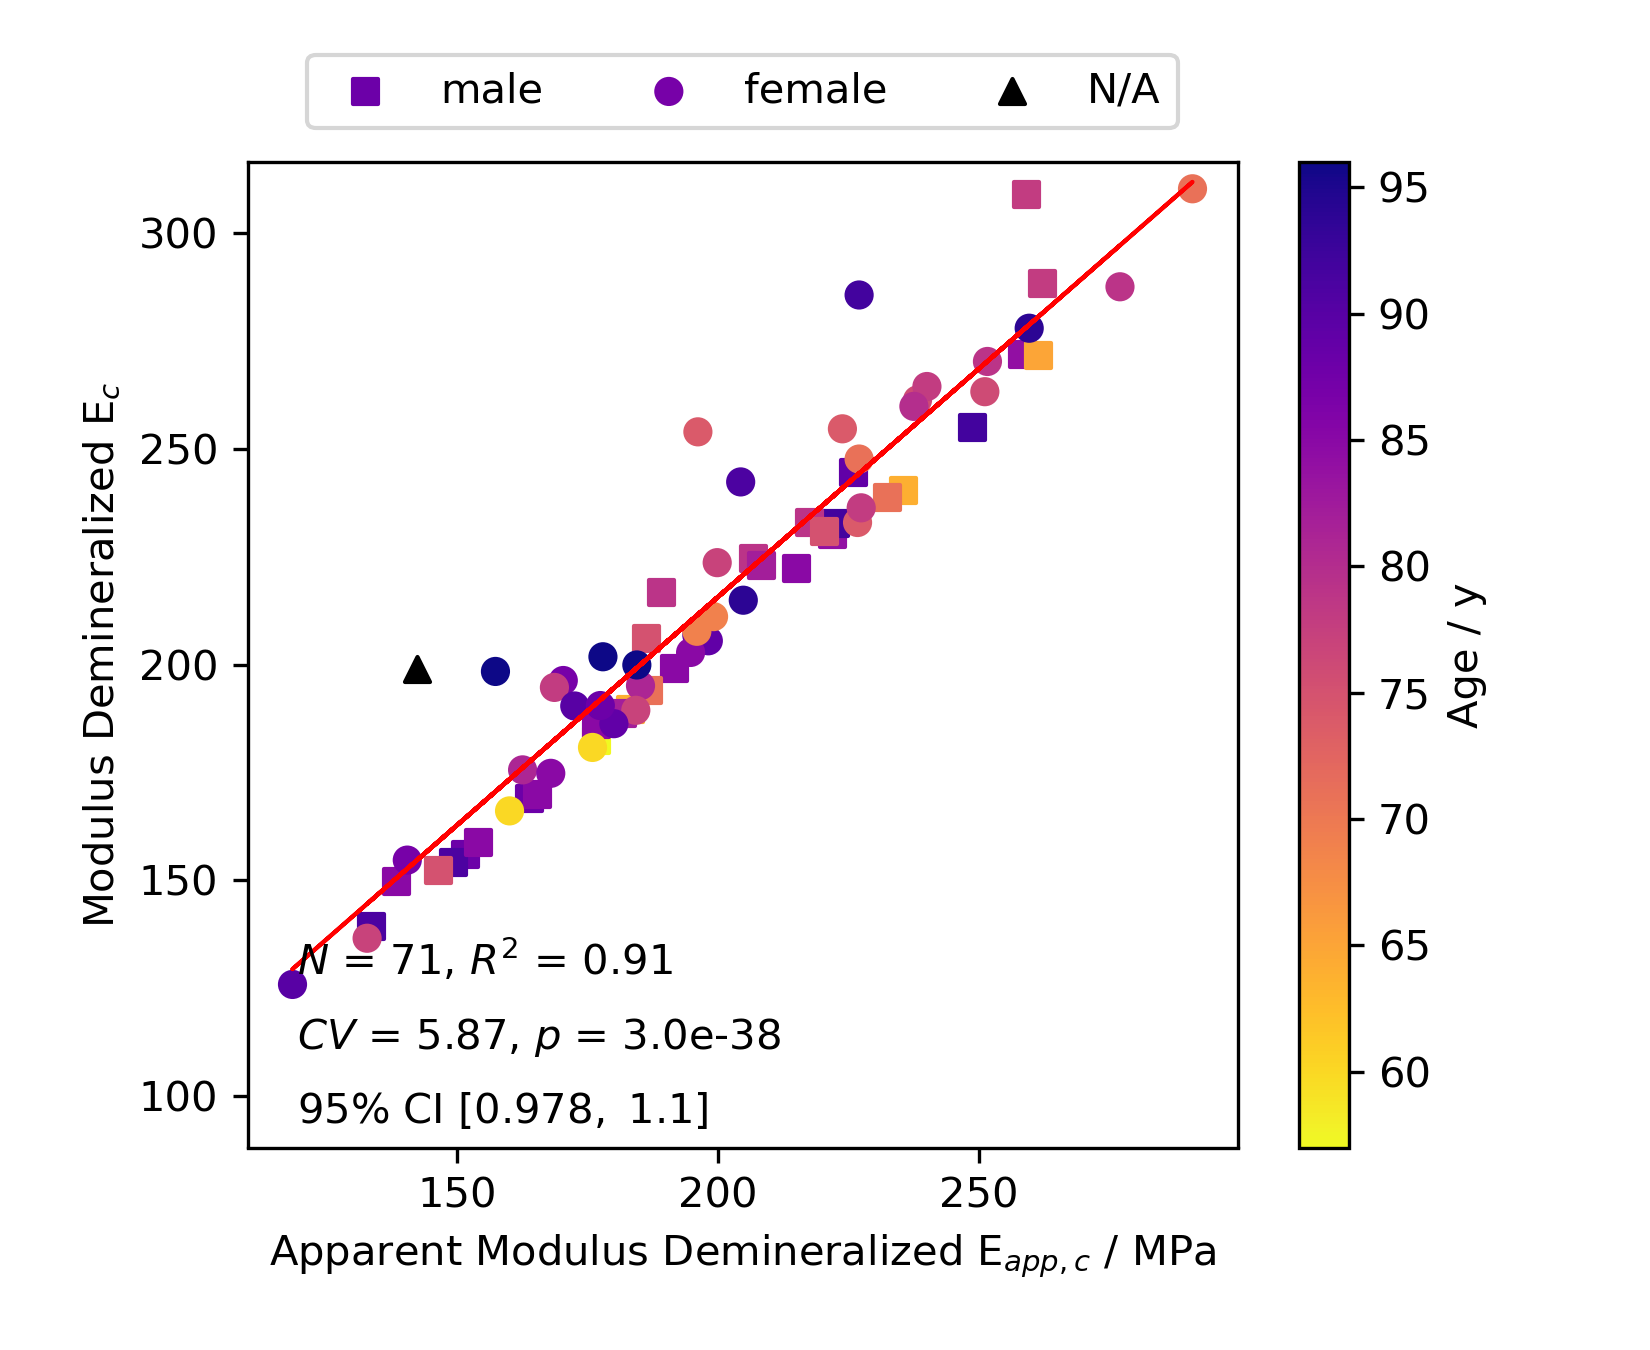 male female N/A
300
250
200
150
100
Modulus Demineralized E_c
N = 71, R² = 0.91
CV = 5.87, p = 3.0e-38
95% CI [0.978, 1.1]
150 200 250
Apparent Modulus Demineralized E_app,c / MPa
95
90
85
80
75
70
65
60
Age / y